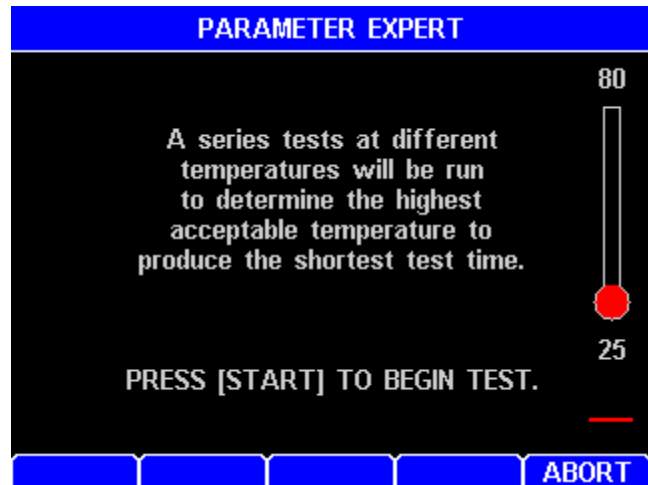 PARAMETER EXPERT
80
A series tests at different
temperatures will be run
to determine the highest
acceptable temperature to
produce the shortest test time.
25
PRESS [START] TO BEGIN TEST.
ABORT